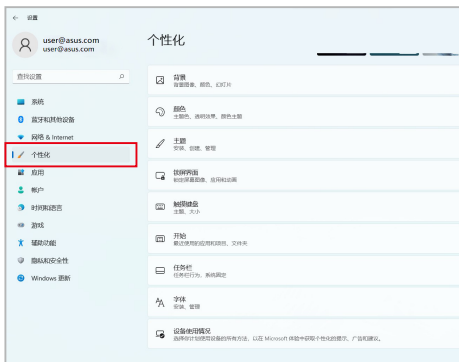 设置
user@asus.com
user@asus.com
查找设置
系统
蓝牙和其他设备
网络 & Internet
个性化
应用
帐户
时间和语言
游戏
辅助功能
隐私和安全性
Windows 更新
个性化
背景
背景图像、颜色、幻灯片
颜色
主题色、透明效果、颜色主题
主题
安装、创建、管理
锁屏界面
锁定屏幕图像、应用和动画
触摸键盘
主题、大小
开始
最近使用的应用和项目、文件夹
任务栏
任务栏行为、系统固定
字体
安装、管理
设备使用情况
选择你计划使用设备的所有方法，以在 Microsoft 体验中获取个性化的提示、广告和建议。